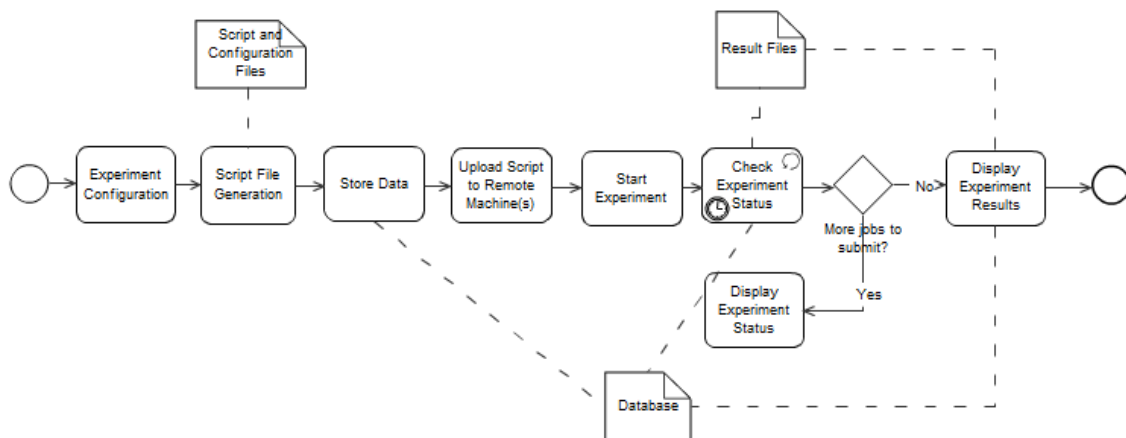 Script and
Configuration
Files
Result Files
Experiment
Configuration
Script File
Generation
Store Data
Upload Script
to Remote
Machine(s)
Start
Experiment
Check
Experiment
Status
No
Display
Experiment
Results
More jobs to
submit?
Yes
Display
Experiment
Status
Database